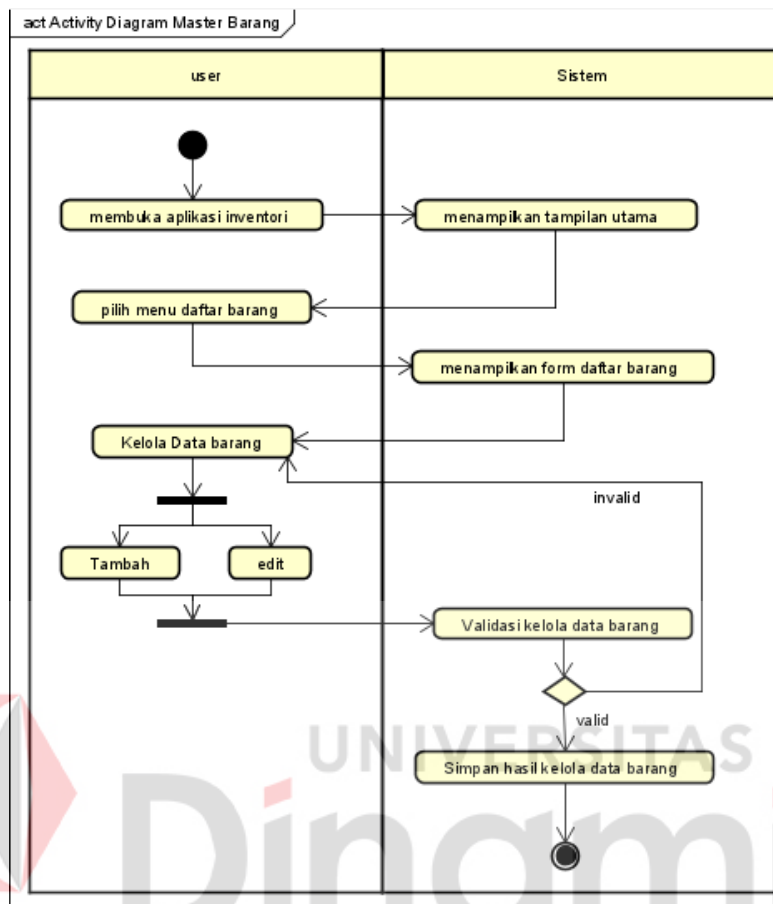 act Activity Diagram Master Barang
user
Sistem
membuka aplikasi inventori
menampilkan tampilan utama
pilih menu daftar barang
menampilkan form daftar barang
Kelola Data barang
invalid
Tambah
edit
Validasi kelola data barang
valid
UNIVERSITAS
Simpan hasil kelola data barang
Dinami